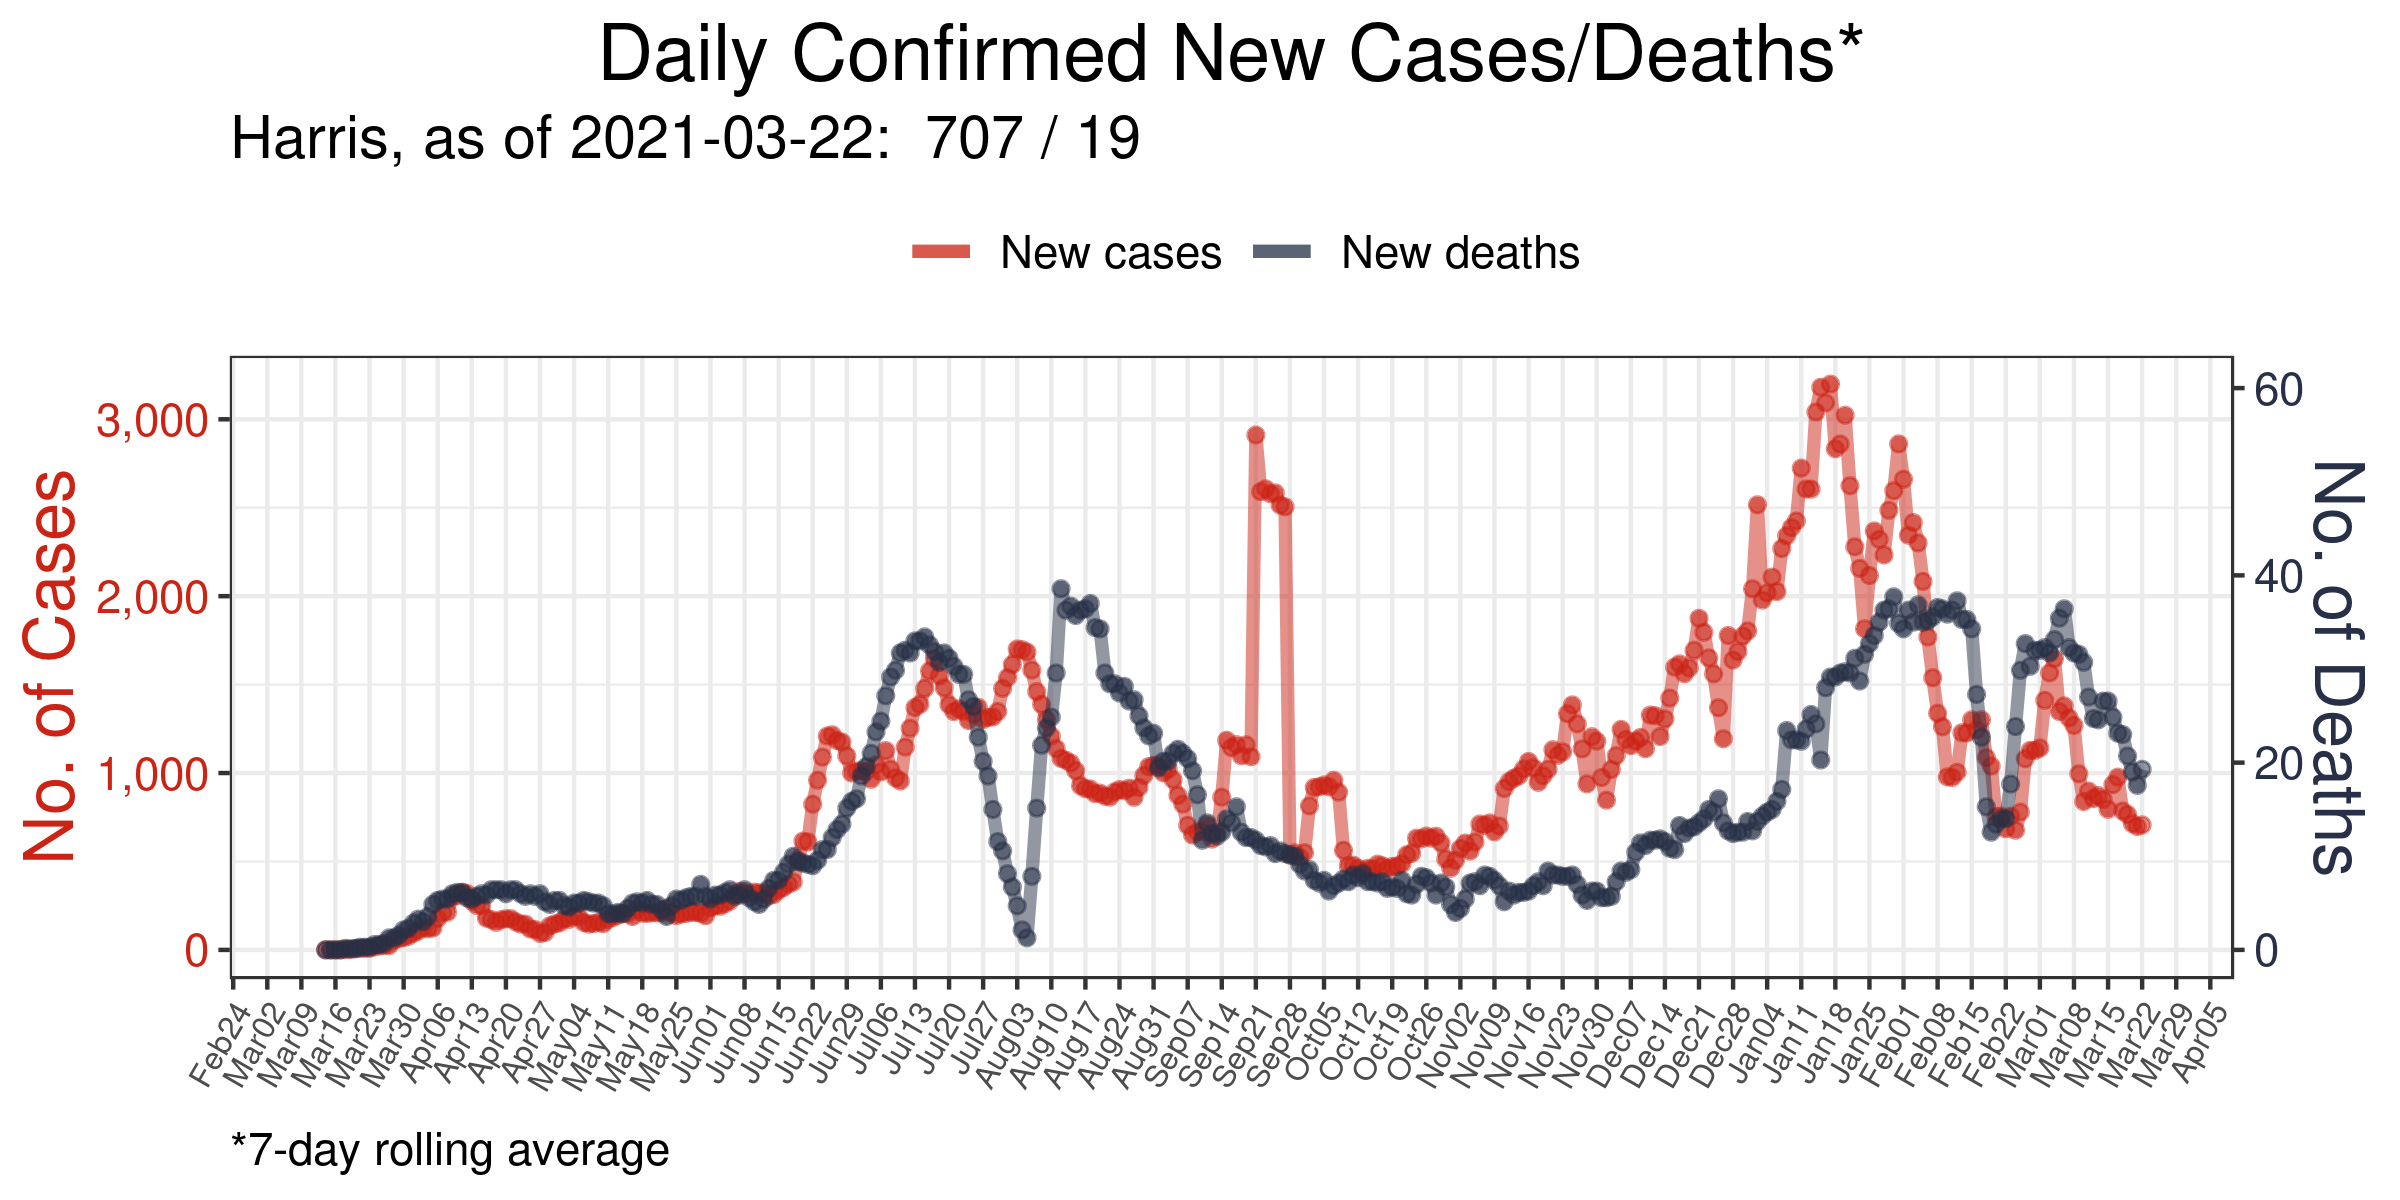 Daily Confirmed New Cases/Deaths*
Harris, as of 2021-03-22:  707 / 19
New cases New deaths
No. of Cases
3,000
2,000
1,000
0
60
40
20
0
No. of Deaths
Feb24 Mar02 Mar09 Mar16 Mar23 Mar30 Apr06 Apr13 Apr20 Apr27 May04 May11 May18 May25 Jun01 Jun08 Jun15 Jun22 Jun29 Jul06 Jul13 Jul20 Jul27 Aug03 Aug10 Aug17 Aug24 Aug31 Sep07 Sep14 Sep21 Sep28 Oct05 Oct12 Oct19 Oct26 Nov02 Nov09 Nov16 Nov23 Nov30 Dec07 Dec14 Dec21 Dec28 Jan04 Jan11 Jan18 Jan25 Feb01 Feb08 Feb15 Feb22 Mar01 Mar08 Mar15 Mar22 Mar29 Apr05
*7-day rolling average